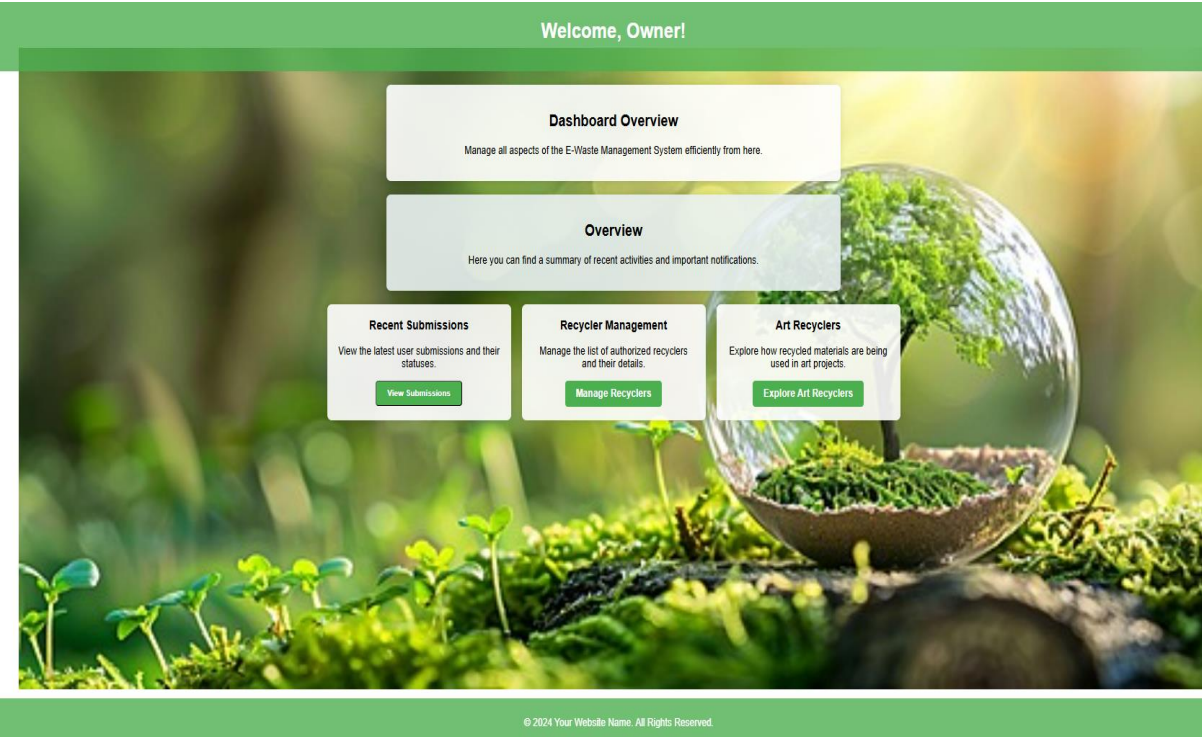 Welcome, Owner!
Dashboard Overview
Manage all aspects of the E-Waste Management System efficiently from here.
Overview
Here you can find a summary of recent activities and important notifications.
Recent Submissions
View the latest user submissions and their
statuses.
View Submissions
Recycler Management
Manage the list of authorized recyclers
and their details.
Manage Recyclers
Art Recyclers
Explore how recycled materials are being
used in art projects.
Explore Art Recyclers
© 2024 Your Website Name. All Rights Reserved.